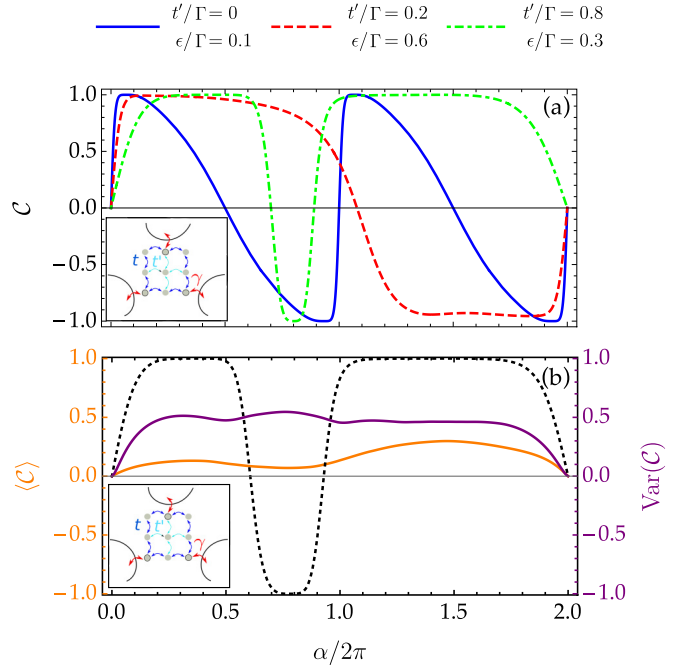 t′/Γ = 0 t′/Γ = 0.2 t′/Γ = 0.8
ϵ/Γ = 0.1 ϵ/Γ = 0.6 ϵ/Γ = 0.3
1.0 (a)
0.5
0.0
−0.5
−1.0
C
t t′ γ
1.0 (b) 1.0
0.5 0.5
0.0 0.0
−0.5 −0.5
−1.0 −1.0
⟨C⟩ Var(C)
t t′ γ
0.0 0.5 1.0 1.5 2.0
α/2π